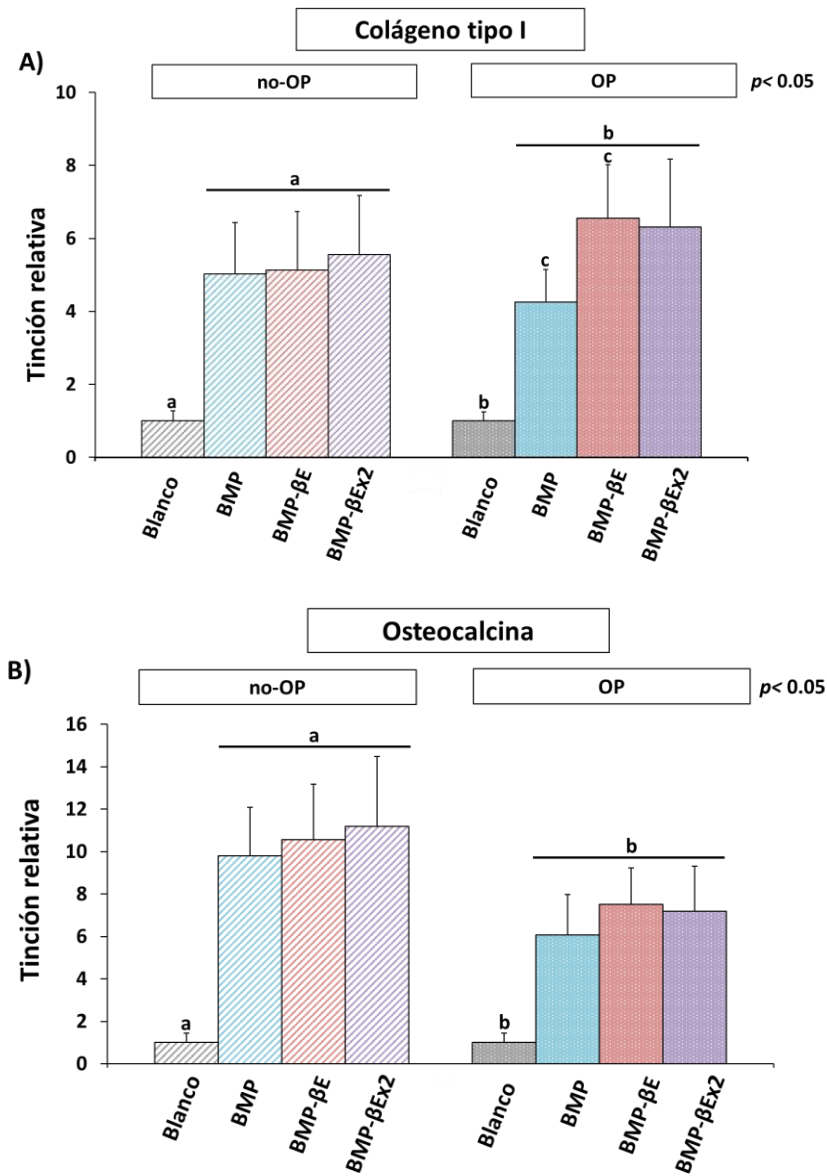 Colágeno tipo I
A)
no-OP OP p< 0.05
10
8
6
4
2
0
Tinción relativa
a
a
b
c
c
b
Blanco BMP BMP-βE BMP-βEx2 Blanco BMP BMP-βE BMP-βEx2
Osteocalcina
B)
no-OP OP p< 0.05
16
14
12
10
8
6
4
2
0
Tinción relativa
a
a
b
b
Blanco BMP BMP-βE BMP-βEx2 Blanco BMP BMP-βE BMP-βEx2